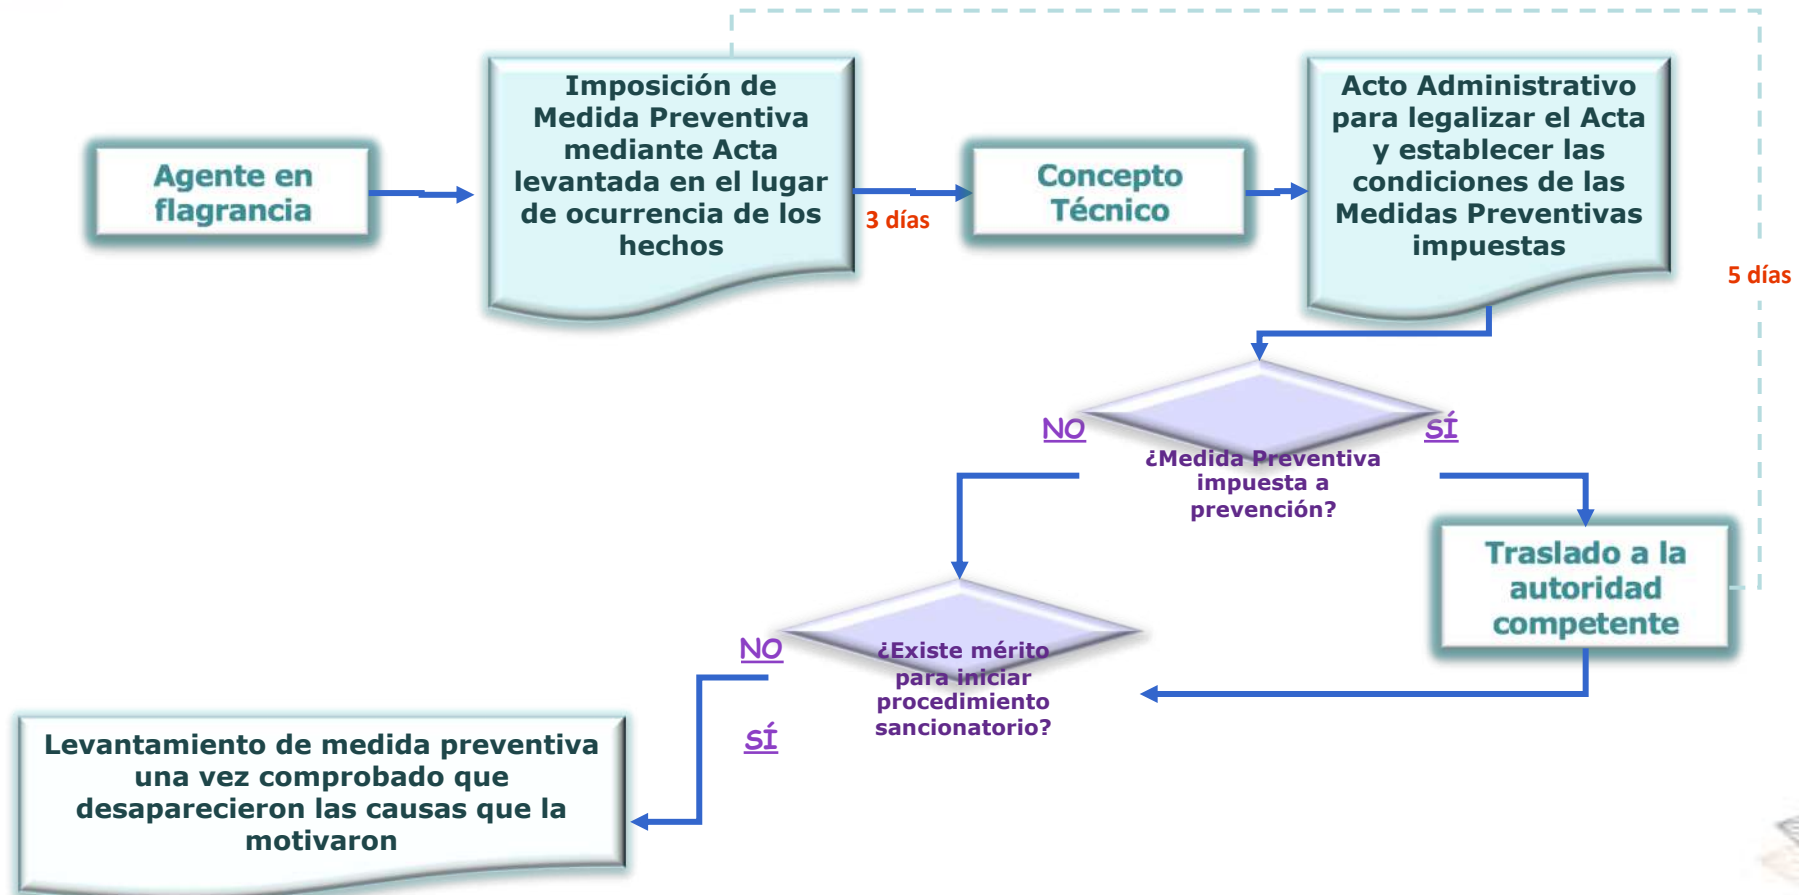 Agente en
flagrancia
Imposición de
Medida Preventiva
mediante Acta
levantada en el lugar
de ocurrencia de los
hechos
3 días
Concepto
Técnico
Acto Administrativo
para legalizar el Acta
y establecer las
condiciones de las
Medidas Preventivas
impuestas
5 días
NO
SÍ
¿Medida Preventiva
impuesta a
prevención?
Traslado a la
autoridad
competente
NO
¿Existe mérito
para iniciar
procedimiento
sancionatorio?
SÍ
Levantamiento de medida preventiva
una vez comprobado que
desaparecieron las causas que la
motivaron